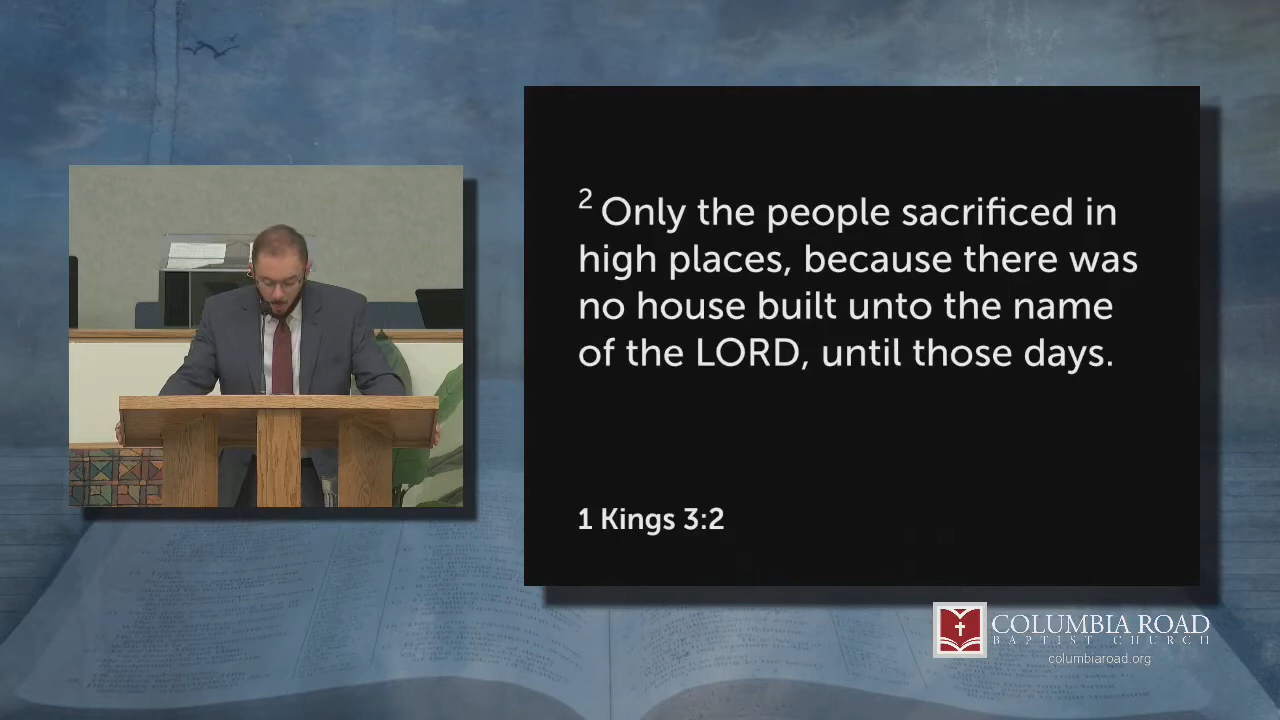 2 Only the people sacrificed in
high places, because there was
no house built unto the name
of the LORD, until those days.
1 Kings 3:2
COLUMBIA ROAD
BAPTIST CHURCH
columbiaroad.org